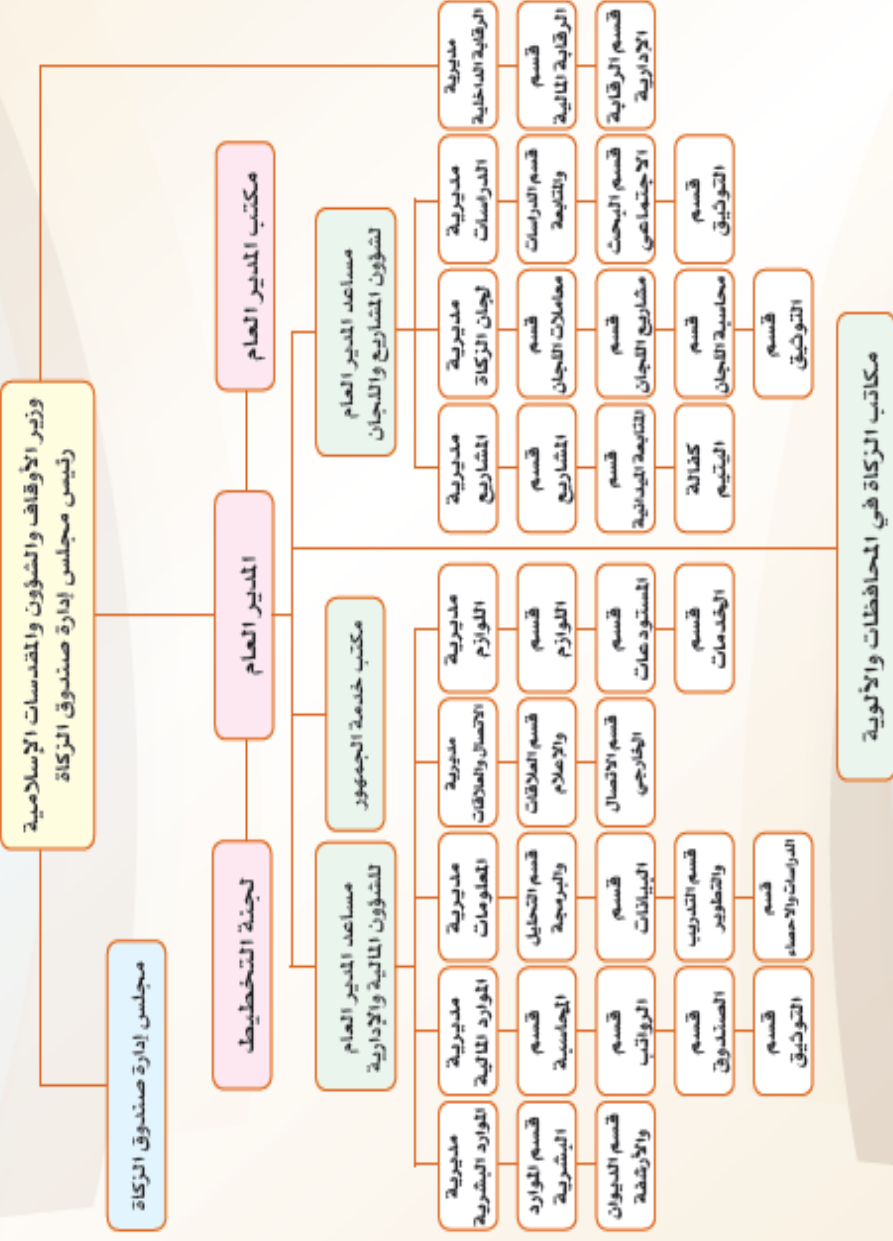 وزير الأوقاف والشؤون والمقدسات الإسلامية
رئيس مجلس إدارة صندوق الزكاة
مجلس إدارة صندوق الزكاة
مكتب المدير العام
المدير العام
لجنة التخطيط
مساعد المدير العام
لشؤون المشاريع واللجان
مكتب خدمة الجمهور
مساعد المدير العام
للشؤون المالية والإدارية
مديرية
الرقابة الداخلية
قسم
الرقابة المالية
قسم الرقابة
الإدارية
مديرية
الدراسات
قسم الدراسات
والمتابعة
قسم البحث
الاجتماعي
قسم
التوثيق
مديرية
لجان الزكاة
قسم
معاملات اللجان
قسم
مشاريع اللجان
قسم
محاسبة اللجان
قسم
التوثيق
مديرية
المشاريع
قسم
المشاريع
قسم
المتابعة الميدانية
كفالة
اليتيم
مديرية
اللوازم
قسم
اللوازم
قسم
المستودعات
قسم
الخدمات
مديرية
الاتصال والعلاقات
قسم العلاقات
والإعلام
قسم الاتصال
الخارجي
مديرية
المعلومات
قسم التحليل
والبرمجة
قسم
البيانات
قسم التدريب
والتطوير
قسم
الدراسات والاحصاء
مديرية
الموارد المالية
قسم
المحاسبة
قسم
الرواتب
قسم
الصندوق
قسم
التوثيق
مديرية
الموارد البشرية
قسم الموارد
البشرية
قسم الديوان
والأرشفة
مكاتب الزكاة في المحافظات والألوية